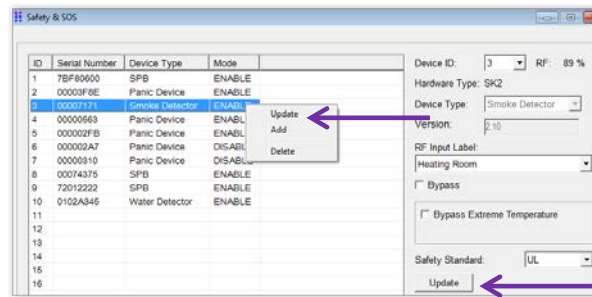 Safety & SOS
ID Serial Number Device Type Mode
1 7BF80600 SPB ENABLE
2 00003F8E Panic Device ENABLE
3 00007171 Smoke Detector ENABLE
4 00000563 Panic Device ENABL
5 000002FB Panic Device ENABL
6 000002A7 Panic Device DISABL
7 00000310 Panic Device DISABL
8 00074375 SPB ENABLE
9 72012222 SPB ENABLE
10 0102A345 Water Detector ENABLE
11
12
13
14
15
16
Update
Add
Delete
Device ID: 3 RF: 89 %
Hardware Type: SK2
Device Type: Smoke Detector
Version: 2.10
RF Input Label:
Heating Room
Bypass
Bypass Extreme Temperature
Safety Standard: UL
Update